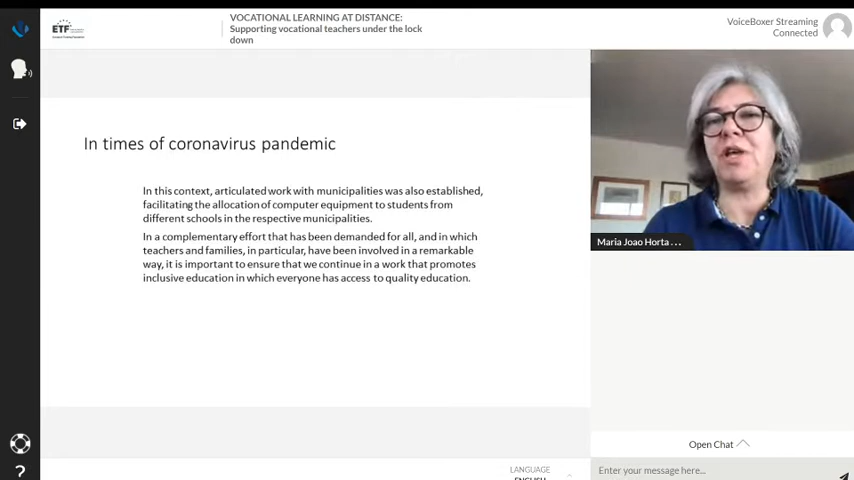 ETF
VOCATIONAL LEARNING AT DISTANCE:
Supporting vocational teachers under the lock
down
VoiceBoxer Streaming
Connected
In times of coronavirus pandemic
In this context, articulated work with municipalities was also established,
facilitating the allocation of computer equipment to students from
different schools in the respective municipalities.
In a complementary effort that has been demanded for all, and in which
teachers and families, in particular, have been involved in a remarkable
way, it is important to ensure that we continue in a work that promotes
inclusive education in which everyone has access to quality education.
Maria Joao Horta ...
Open Chat
Enter your message here...
LANGUAGE
ENGLISH
?